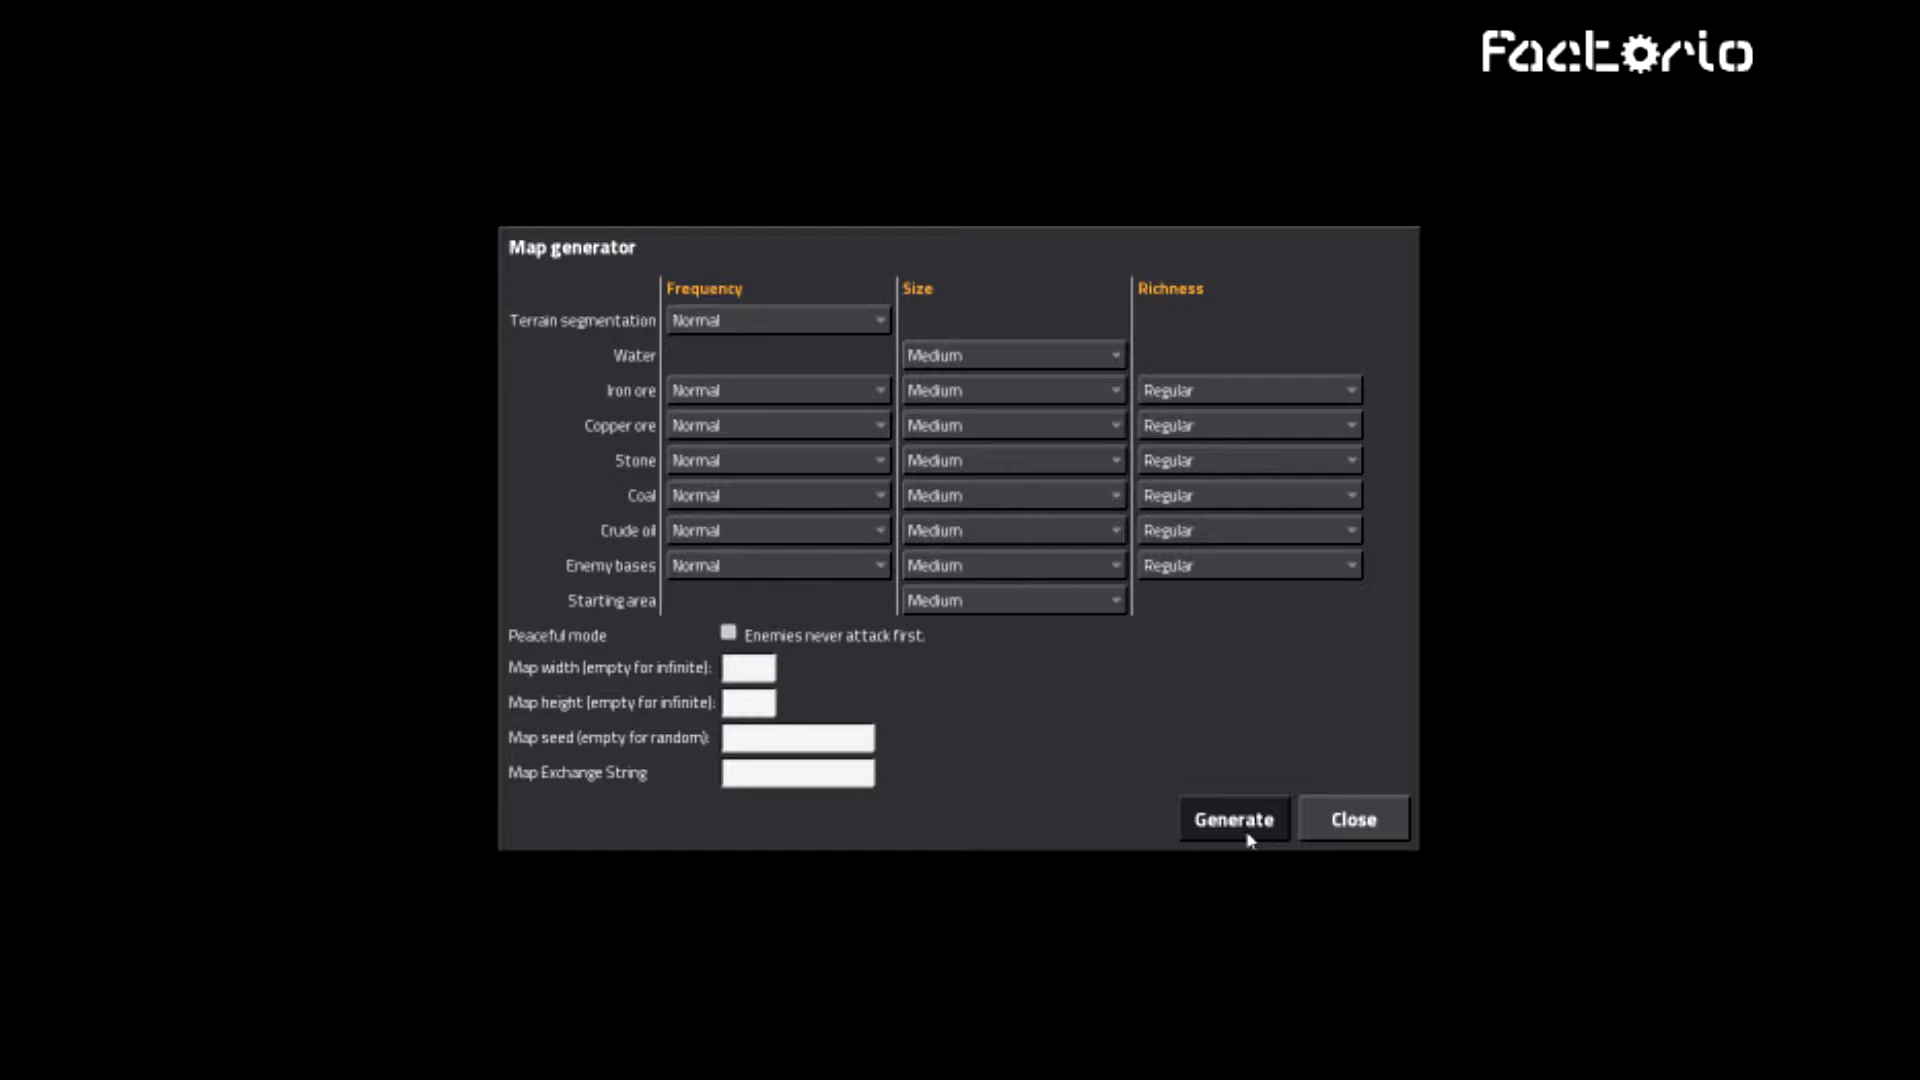 Factorio
Map generator
Frequency Size Richness
Terrain segmentation Normal
Water Medium
Iron ore Normal Medium Regular
Copper ore Normal Medium Regular
Stone Normal Medium Regular
Coal Normal Medium Regular
Crude oil Normal Medium Regular
Enemy bases Normal Medium Regular
Starting area Medium
Peaceful mode Enemies never attack first.
Map width (empty for infinite):
Map height (empty for infinite):
Map seed (empty for random):
Map Exchange String
Generate Close